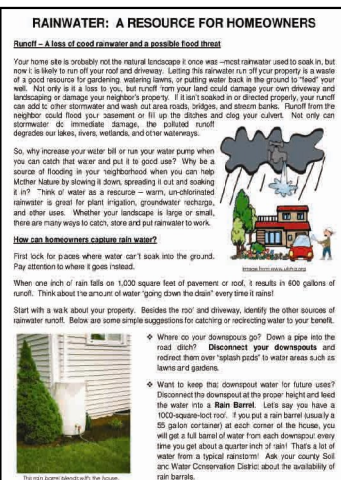 RAINWATER: A RESOURCE FOR HOMEOWNERS
Runoff – A loss of good rainwater and a possible flood threat
Your home site is probably not the natural landscape it once was –most rainwater used to soak in, but
now it is likely to run off your roof and driveway. Letting this rainwater run off your property is a waste
of a good resource for gardening, watering lawns, or putting water back in the ground to "feed" your
well. Not only is it a loss to you, but runoff from your land could damage your own driveway and
landscaping or damage your neighbor's property. If it isn't soaked in or directed properly, your runoff
can add to other stormwater and wash out area roads, bridges, and stream banks. Runoff from the
neighbor could flood your basement or fill up the ditches and clog your culvert. Not only can
stormwater do immediate damage, the polluted runoff
degrades our lakes, rivers, wetlands, and other waterways.
So, why increase your water bill or run your water pump when
you can catch that water and put it to good use? Why be a
source of flooding in your neighborhood when you can help
Mother Nature by slowing it down, spreading it out and soaking
it in? Think of water as a resource – warm, un-chlorinated
rainwater is great for plant irrigation, groundwater recharge,
and other uses. Whether your landscape is large or small,
there are many ways to catch, store and put rainwater to work.
How can homeowners capture rain water?
First look for places where water can't soak into the ground.
Pay attention to where it goes instead.
Image from www
When one inch of rain falls on 1,000 square feet of pavement or roof, it results in 600 gallons of
runoff. Think about the amount of water "going down the drain" every time it rains!
Start with a walk about your property. Besides the roof and driveway, identify the other sources of
rainwater runoff. Below are some simple suggestions for catching or redirecting water to your benefit.
❖ Where do your downspouts go? Down a pipe into the
road ditch? Disconnect your downspouts and
redirect them over "splash pads" to water areas such as
lawns and gardens.
❖ Want to keep that downspout water for future uses?
Disconnect the downspout at the proper height and feed
the water into a Rain Barrel. Let's say you have a
1000-square-foot roof. If you put a rain barrel (usually a
55 gallon container) at each corner of the house, you
will get a full barrel of water from each downspout every
time you get about a quarter inch of rain! That's a lot of
water from a typical rainstorm! Ask your county Soil
and Water Conservation District about the availability of
rain barrels.
This rain barrel blends with the house.